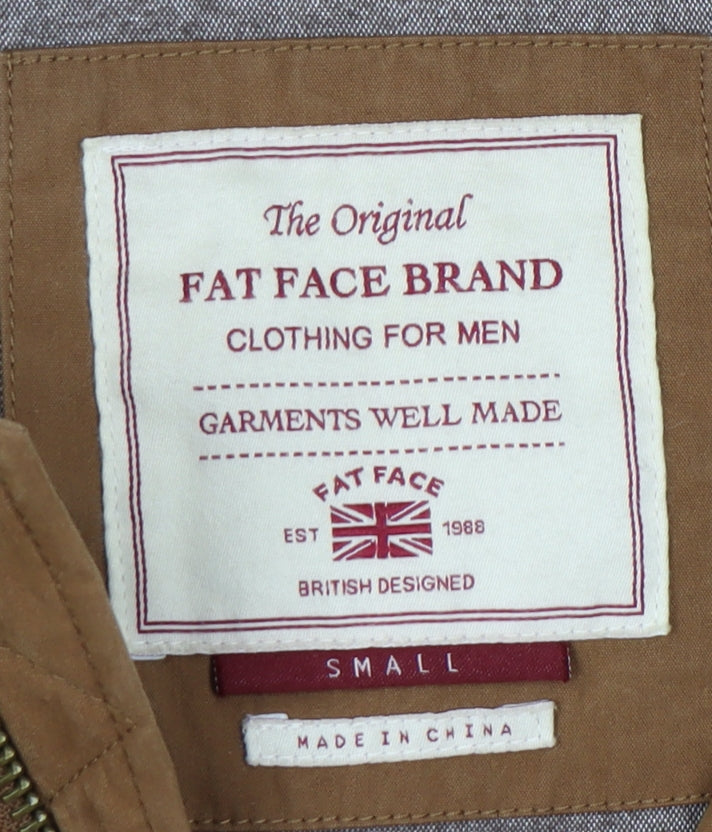 The Original
FAT FACE BRAND
CLOTHING FOR MEN
GARMENTS WELL MADE
FAT FACE
EST 1988
BRITISH DESIGNED
SMALL
MADE IN CHINA